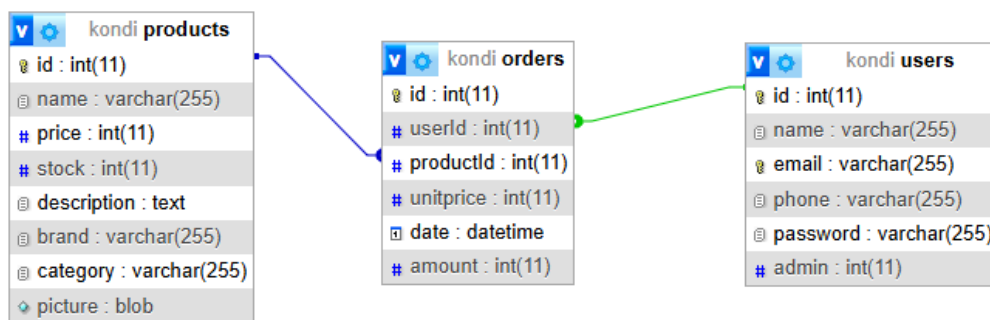 v kondi products
id : int(11)
name : varchar(255)
# price : int(11)
# stock : int(11)
description : text
brand : varchar(255)
category : varchar(255)
picture : blob
v kondi orders
id : int(11)
# userId : int(11)
# productId : int(11)
# unitprice : int(11)
1 date : datetime
# amount : int(11)
v kondi users
id : int(11)
name : varchar(255)
email : varchar(255)
phone : varchar(255)
password : varchar(255)
# admin : int(11)